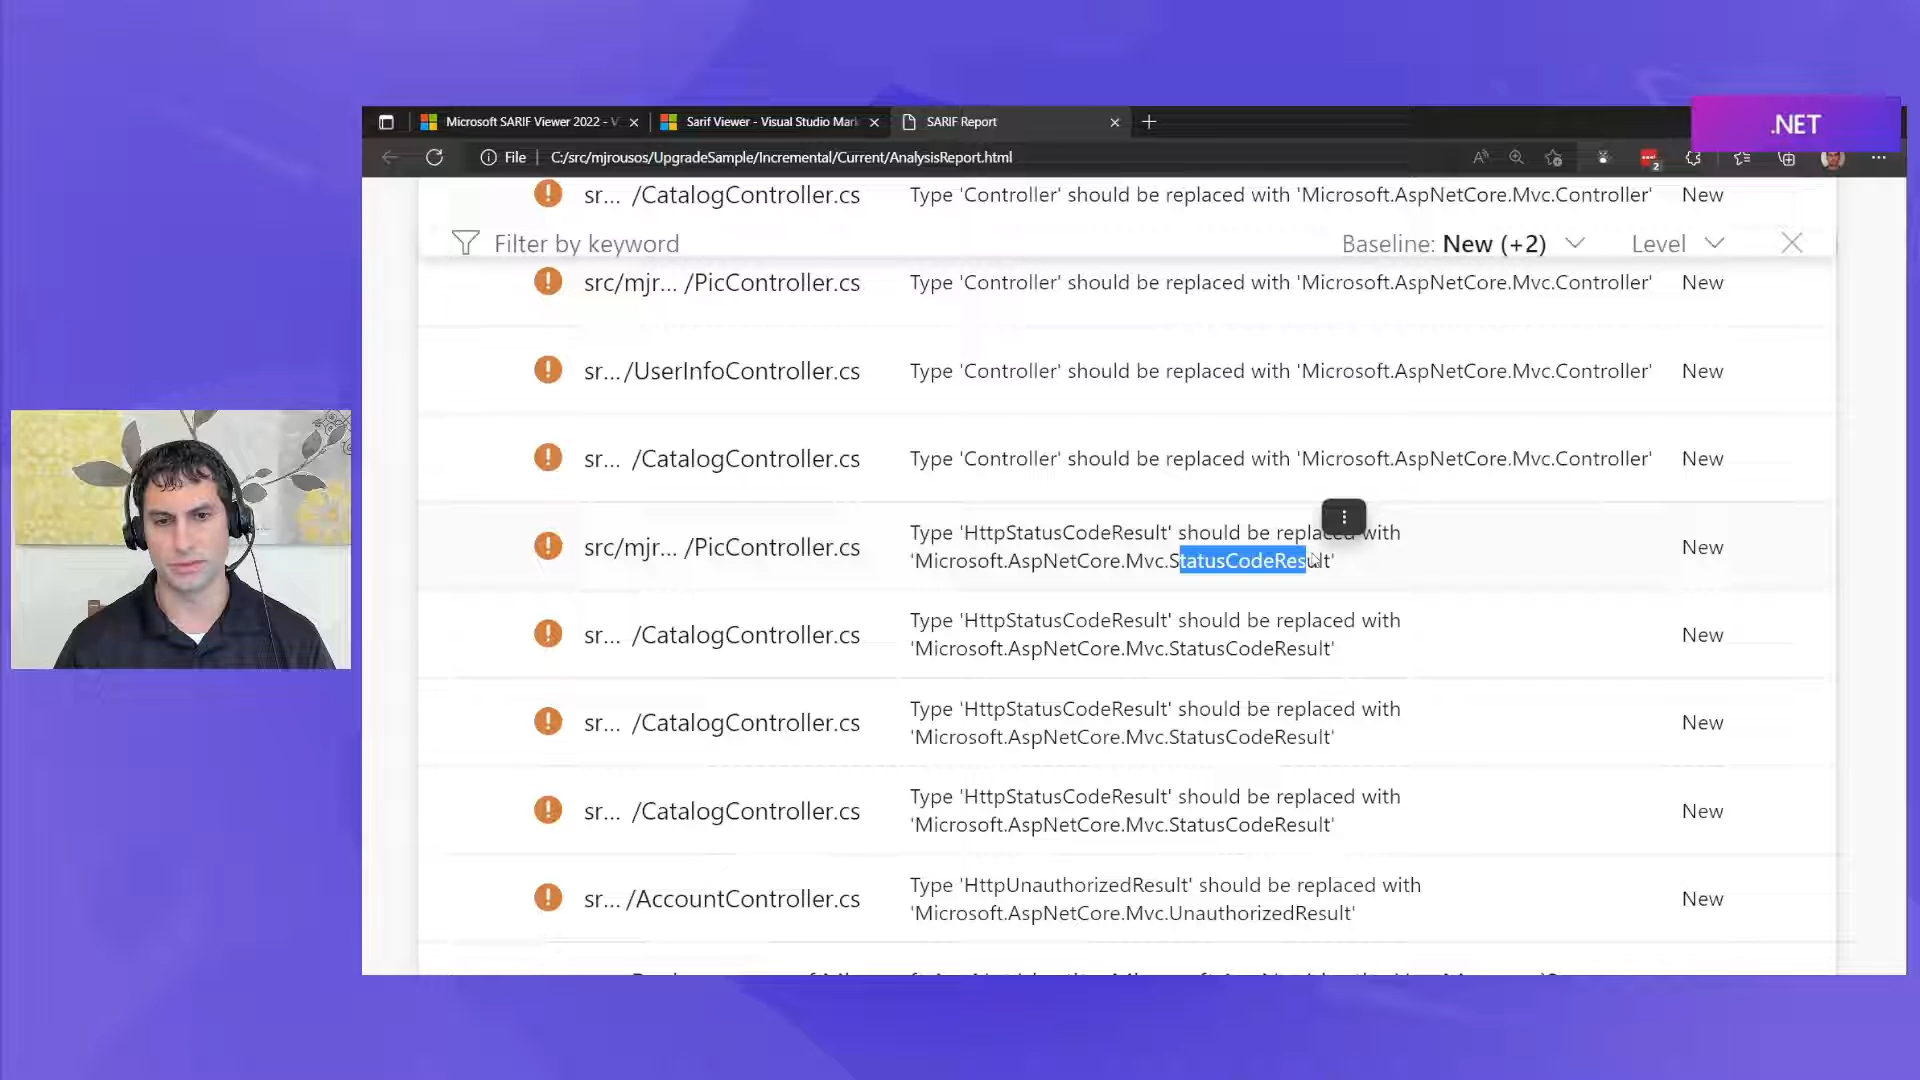 Microsoft SARIF Viewer 2022 - V
Sarif Viewer - Visual Studio Mark
SARIF Report
.NET
File
C:/src/mjrousos/UpgradeSample/Incremental/Current/AnalysisReport.html
2
sr... /CatalogController.cs Type 'Controller' should be replaced with 'Microsoft.AspNetCore.Mvc.Controller' New
Filter by keyword Baseline: New (+2) Level
src/mjr... /PicController.cs Type 'Controller' should be replaced with 'Microsoft.AspNetCore.Mvc.Controller' New
sr... /UserInfoController.cs Type 'Controller' should be replaced with 'Microsoft.AspNetCore.Mvc.Controller' New
sr... /CatalogController.cs Type 'Controller' should be replaced with 'Microsoft.AspNetCore.Mvc.Controller' New
src/mjr... /PicController.cs Type 'HttpStatusCodeResult' should be replaced with
'Microsoft.AspNetCore.Mvc.StatusCodeResult' New
sr... /CatalogController.cs Type 'HttpStatusCodeResult' should be replaced with
'Microsoft.AspNetCore.Mvc.StatusCodeResult' New
sr... /CatalogController.cs Type 'HttpStatusCodeResult' should be replaced with
'Microsoft.AspNetCore.Mvc.StatusCodeResult' New
sr... /CatalogController.cs Type 'HttpStatusCodeResult' should be replaced with
'Microsoft.AspNetCore.Mvc.StatusCodeResult' New
sr... /AccountController.cs Type 'HttpUnauthorizedResult' should be replaced with
'Microsoft.AspNetCore.Mvc.UnauthorizedResult' New